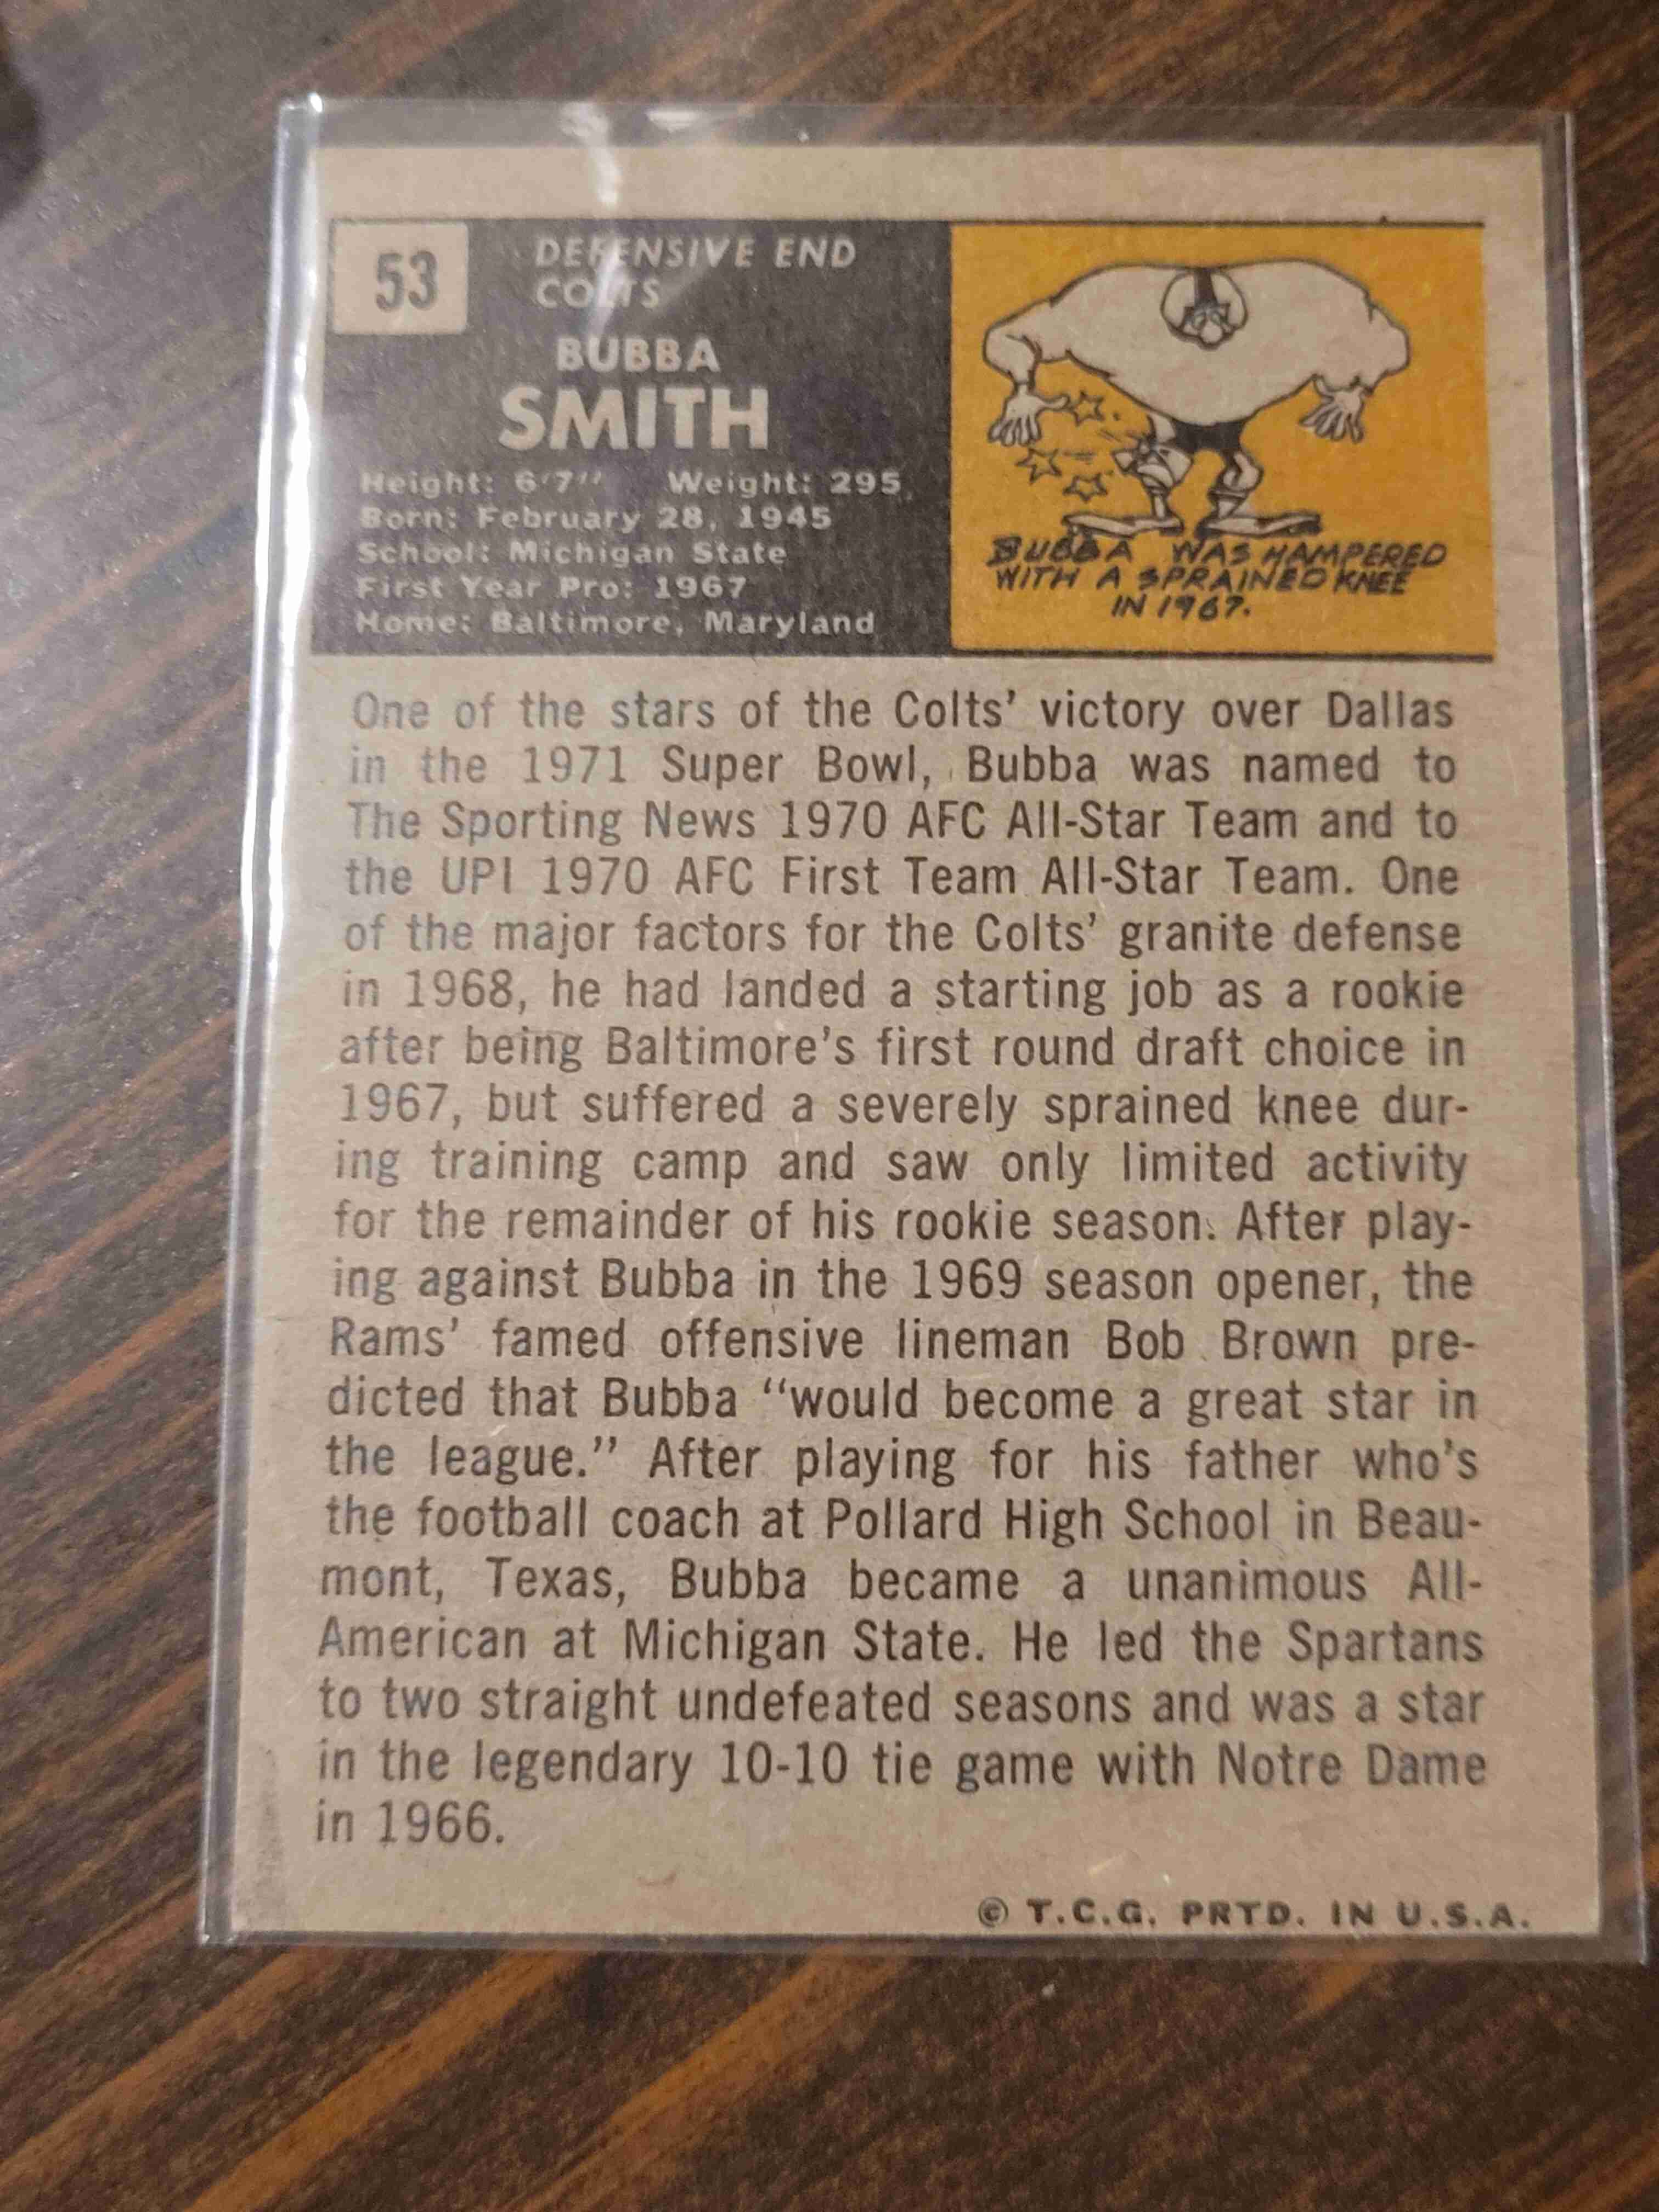 53
DEFENSIVE END
COLTS
BUBBA
SMITH
Height: 6'7" Weight: 295
Born: February 28, 1945
School: Michigan State
First Year Pro: 1967
Home: Baltimore, Maryland
BUBBA WAS HAMPERED
WITH A SPRAINED KNEE
IN 1967.
One of the stars of the Colts' victory over Dallas
in the 1971 Super Bowl, Bubba was named to
The Sporting News 1970 AFC All-Star Team and to
the UPI 1970 AFC First Team All-Star Team. One
of the major factors for the Colts' granite defense
in 1968, he had landed a starting job as a rookie
after being Baltimore's first round draft choice in
1967, but suffered a severely sprained knee dur-
ing training camp and saw only limited activity
for the remainder of his rookie season. After play-
ing against Bubba in the 1969 season opener, the
Rams' famed offensive lineman Bob Brown pre-
dicted that Bubba "would become a great star in
the league." After playing for his father who's
the football coach at Pollard High School in Beau-
mont, Texas, Bubba became a unanimous All-
American at Michigan State. He led the Spartans
to two straight undefeated seasons and was a star
in the legendary 10-10 tie game with Notre Dame
in 1966.
© T.C.G. PRTD. IN U.S.A.